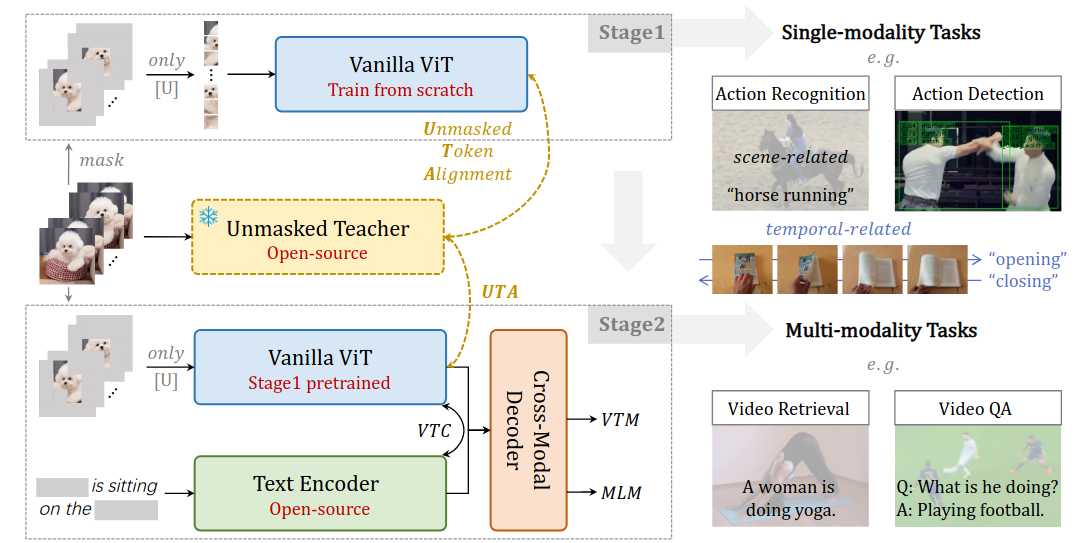 Stage1
only
[U]
Vanilla ViT
Train from scratch
Unmasked
Token
Alignment
mask
Unmasked Teacher
Open-source
UTA
Stage2
only
[U]
Vanilla ViT
Stage1 pretrained
VTC
Text Encoder
Open-source
is sitting
on the
Cross-Modal
Decoder
VTM
MLM
Single-modality Tasks
e.g.
Action Recognition
scene-related
“horse running”
Action Detection
temporal-related
“opening”
“closing”
Multi-modality Tasks
e.g.
Video Retrieval
A woman is
doing yoga.
Video QA
Q: What is he doing?
A: Playing football.